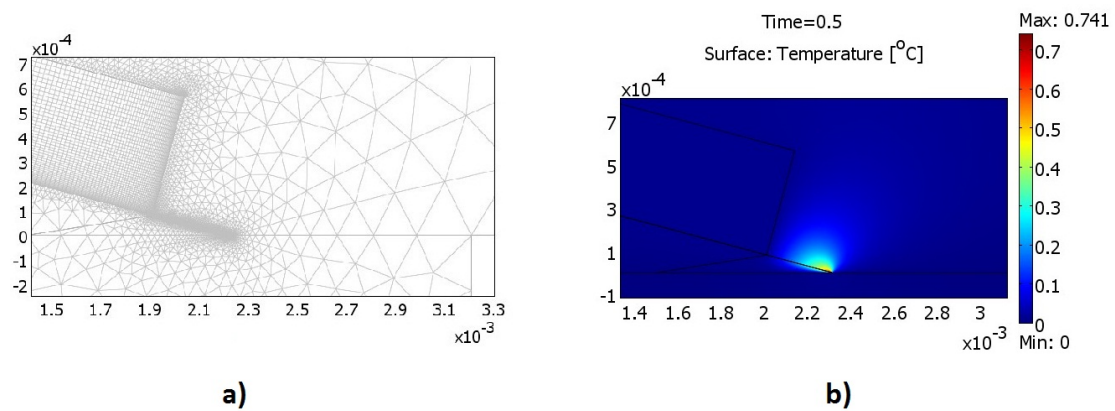 x10-4
7
6
5
4
3
2
1
0
-1
-2
1.5 1.7 1.9 2.1 2.3 2.5 2.7 2.9 3.1 3.3
x10-3
a)
Time=0.5
Surface: Temperature [oC]
x10-4
7
5
3
1
-1
1.4 1.6 1.8 2 2.2 2.4 2.6 2.8 3
x10-3
Max: 0.741
0.7
0.6
0.5
0.4
0.3
0.2
0.1
0
Min: 0
b)